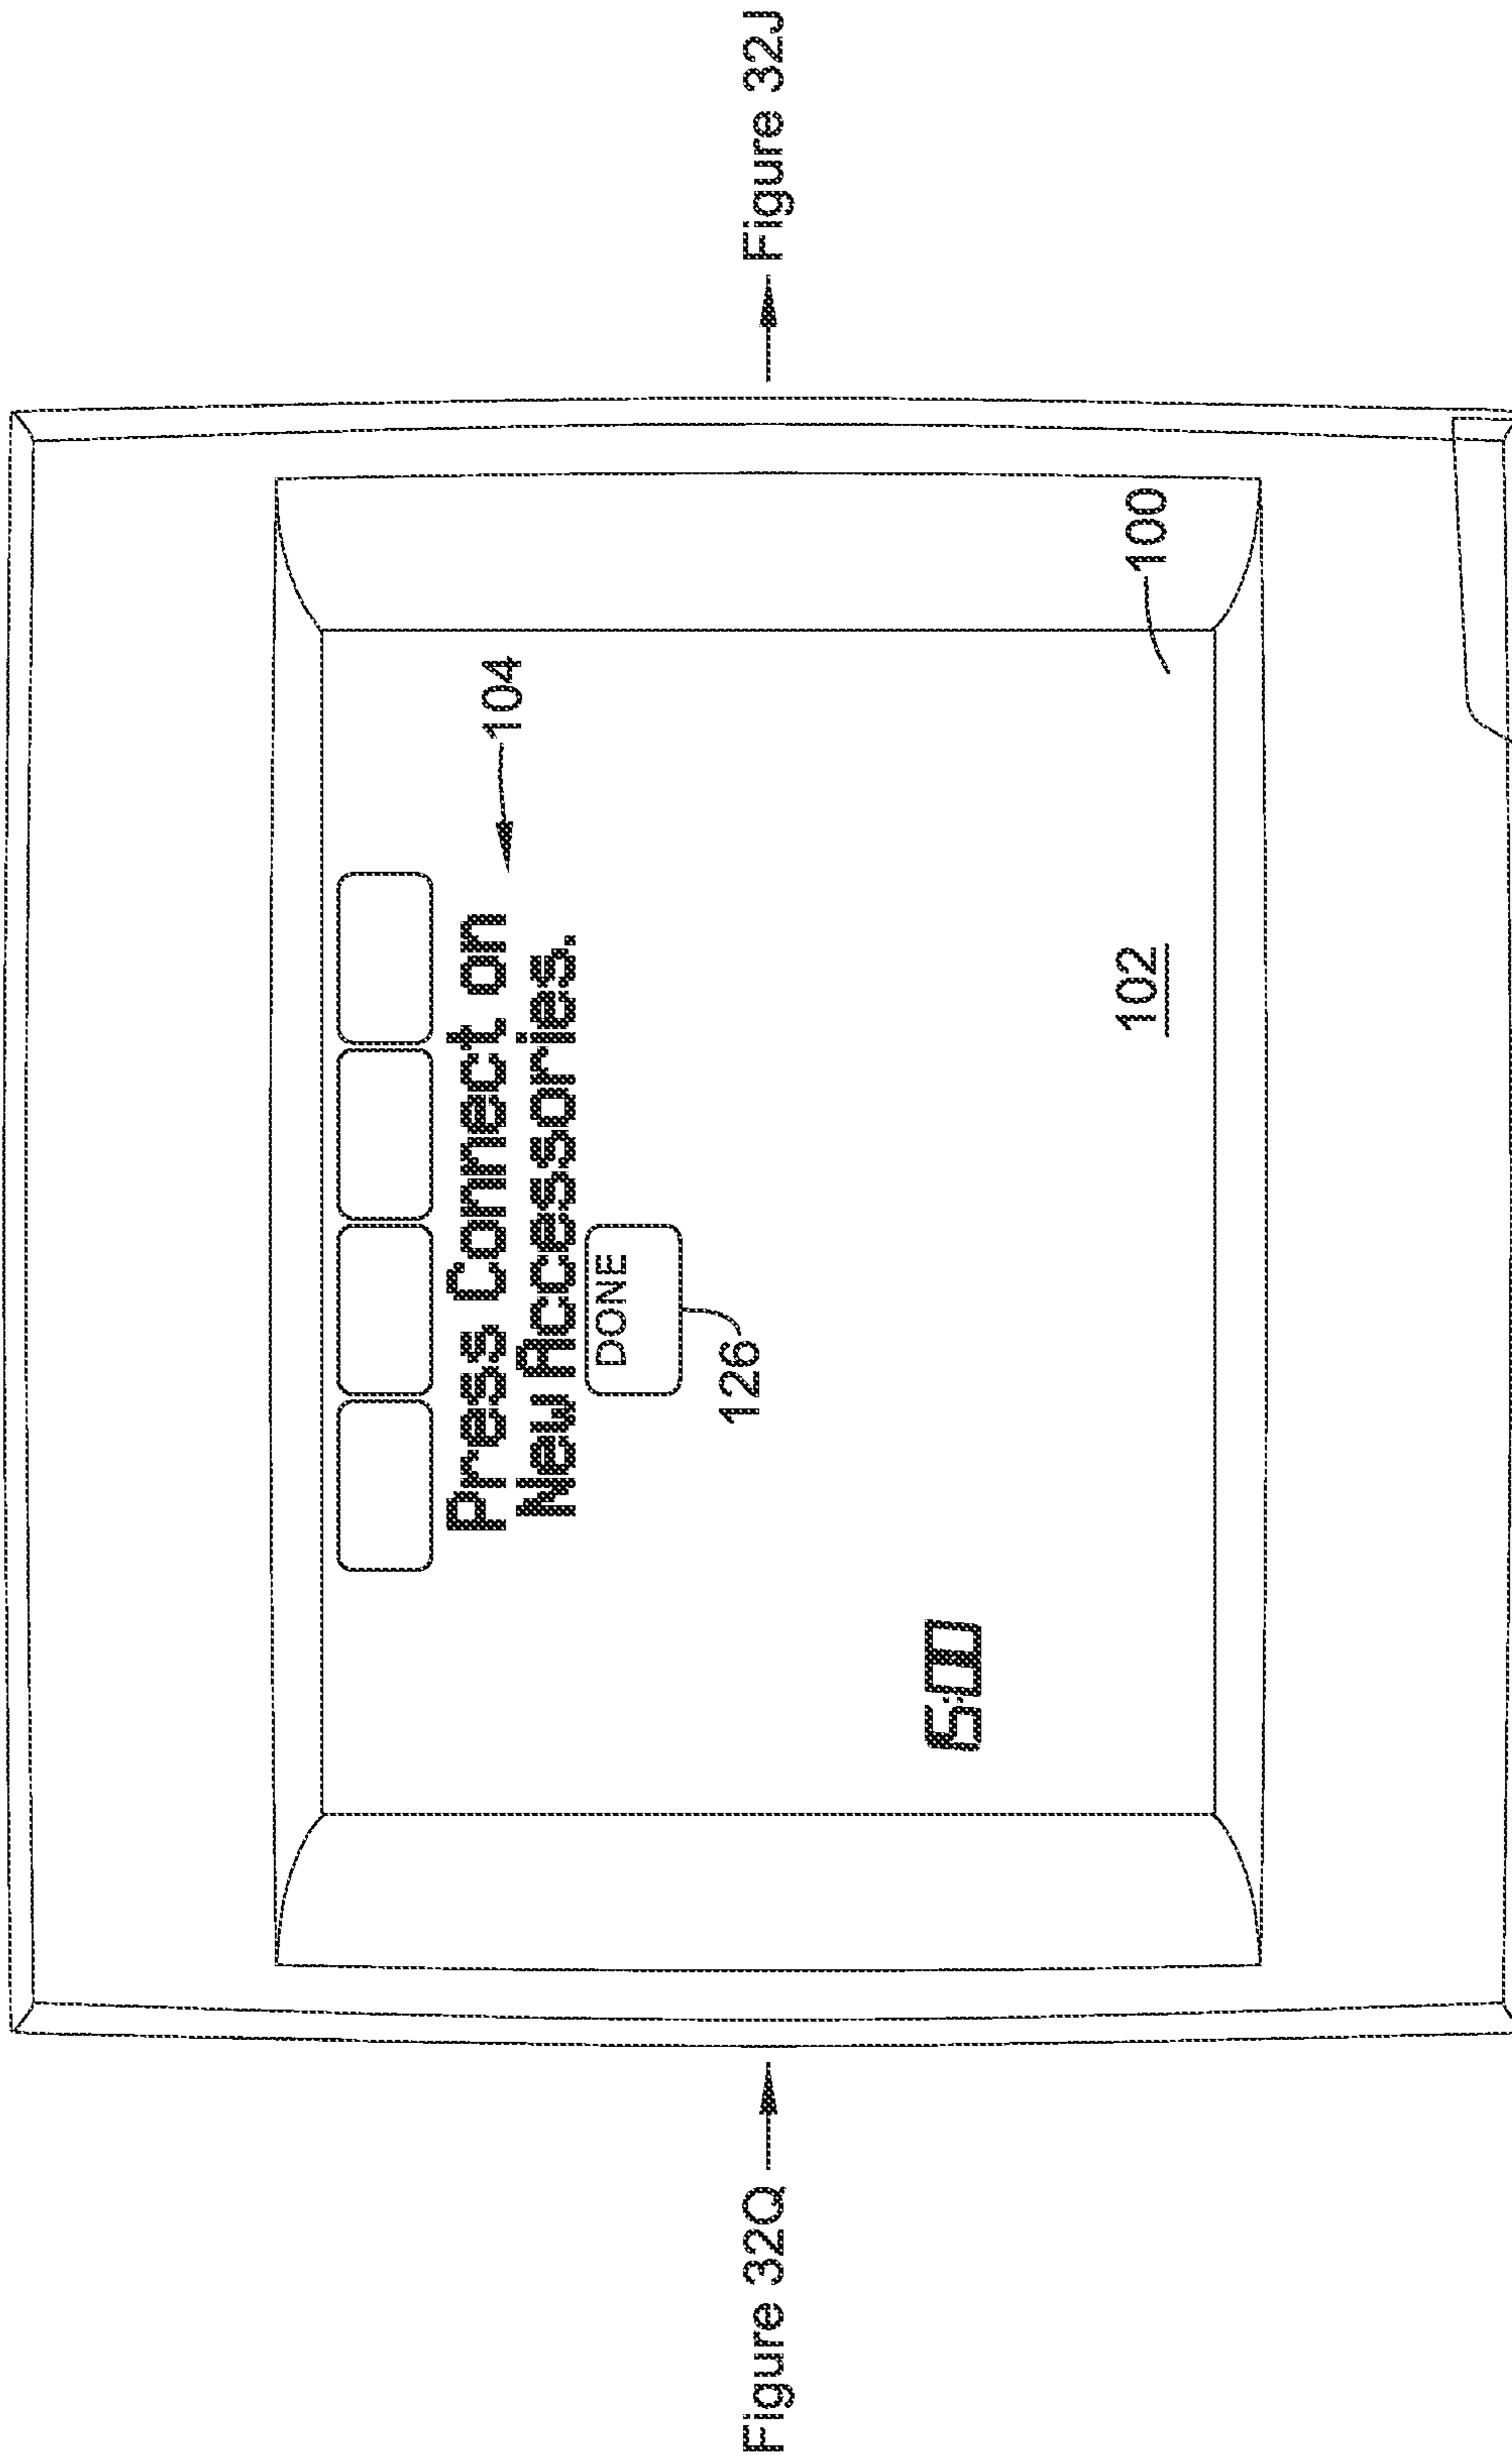 Press Connect on
104
New Accessories.
DONE
126
Figure 32Q
Figure 32J
5:00
102
100